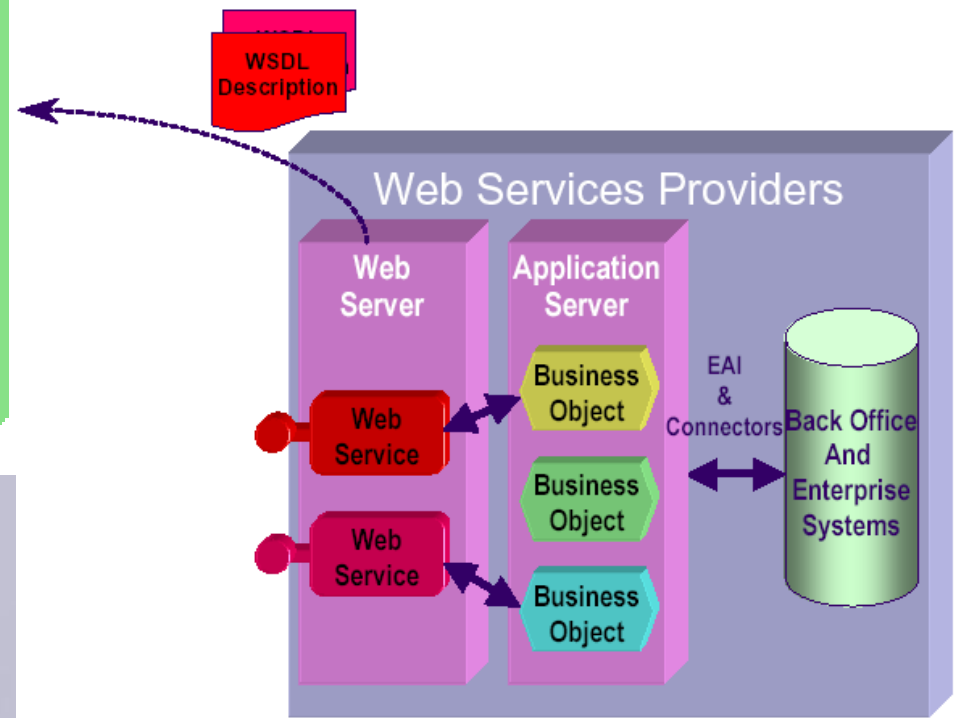 WSDL
Description
Web Services Providers
Web
Server
Application
Server
Business
Object
EAI
&
Connectors
Web
Service
Back Office
And
Enterprise
Systems
Business
Object
Web
Service
Business
Object